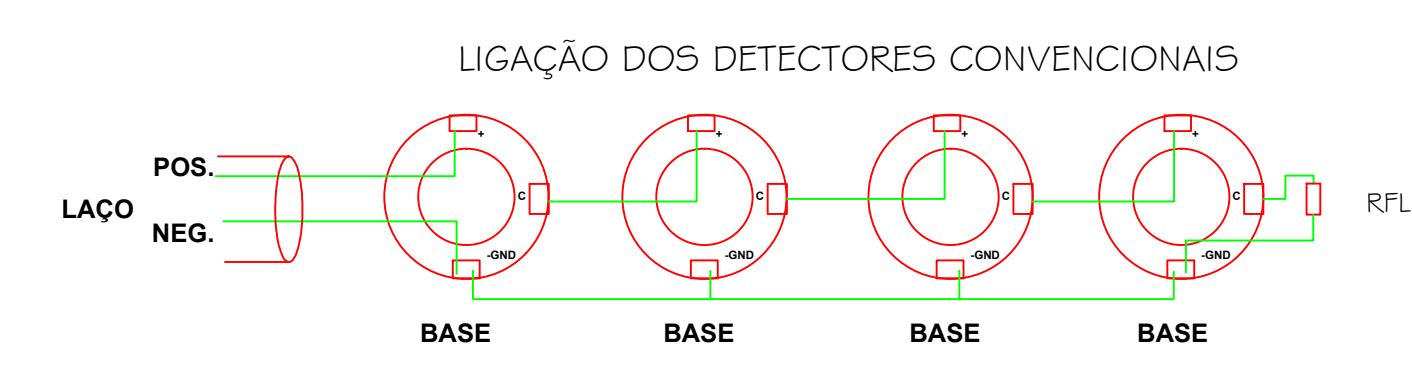 LIGAÇÃO DOS DETECTORES CONVENCIONAIS
+ + + +
POS.
LAÇO
NEG.
C C C C
RFL
-GND -GND -GND -GND
BASE BASE BASE BASE